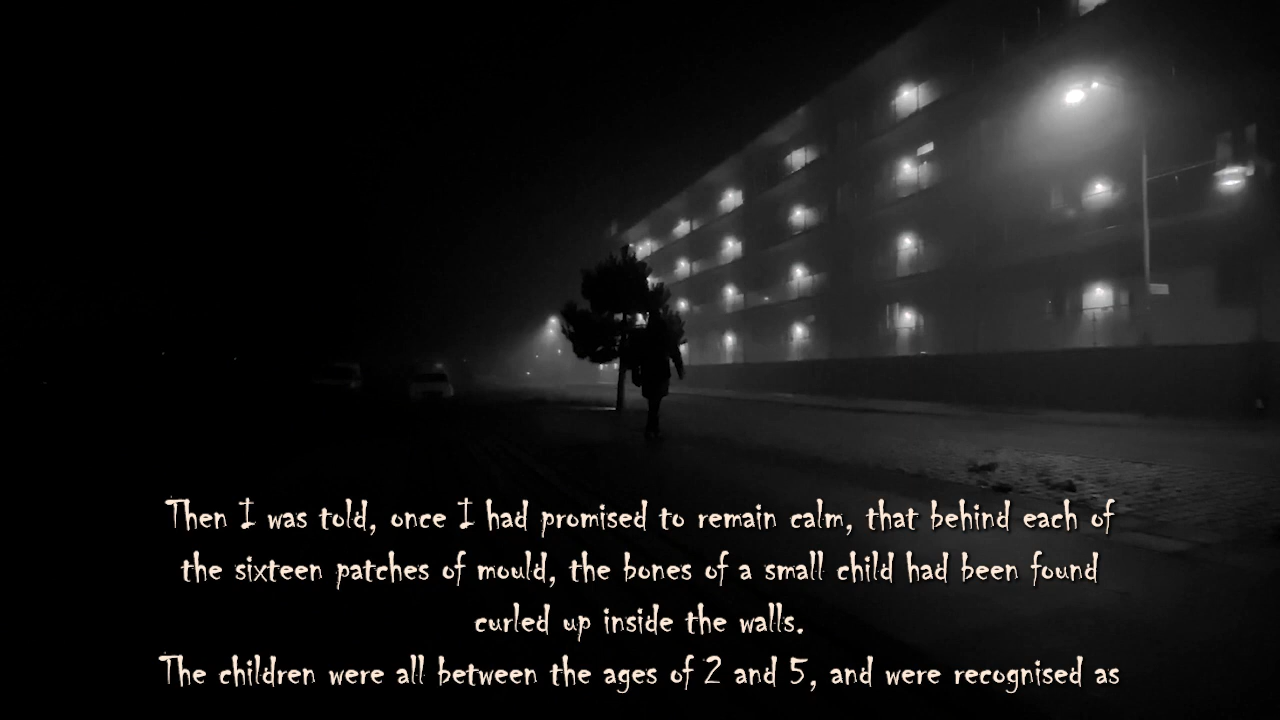 Then I was told, once I had promised to remain calm, that behind each of
the sixteen patches of mould, the bones of a small child had been found
curled up inside the walls.
The children were all between the ages of 2 and 5, and were recognised as